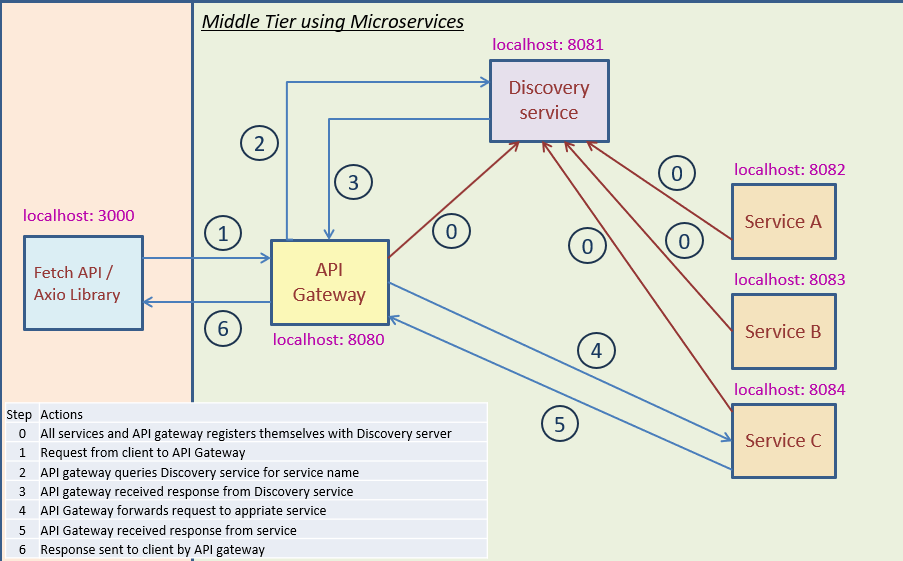 Middle Tier using Microservices
localhost: 8081
Discovery
service
2
3
0
0
0
0
localhost: 8082
Service A
localhost: 8083
Service B
localhost: 8084
Service C
localhost: 3000
Fetch API /
Axio Library
1
6
API
Gateway
localhost: 8080
4
5
Step Actions
0 All services and API gateway registers themselves with Discovery server
1 Request from client to API Gateway
2 API gateway queries Discovery service for service name
3 API gateway received response from Discovery service
4 API Gateway forwards request to appriate service
5 API Gateway received response from service
6 Response sent to client by API gateway